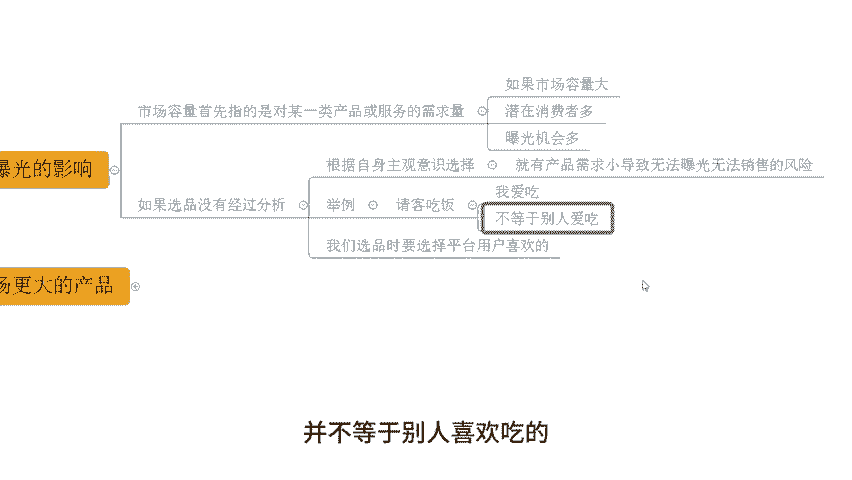 如果市场容量大
市场容量首先指的是对某一类产品或服务的需求量
潜在消费者多
曝光机会多
曝光的影响
根据自身主观意识选择
就有产品需求小导致无法曝光无法销售的风险
我爱吃
如果选品没有经过分析
举例
请客吃饭
不等于别人爱吃
我们选品时要选择平台用户喜欢的
场更大的产品
并不等于别人喜欢吃的